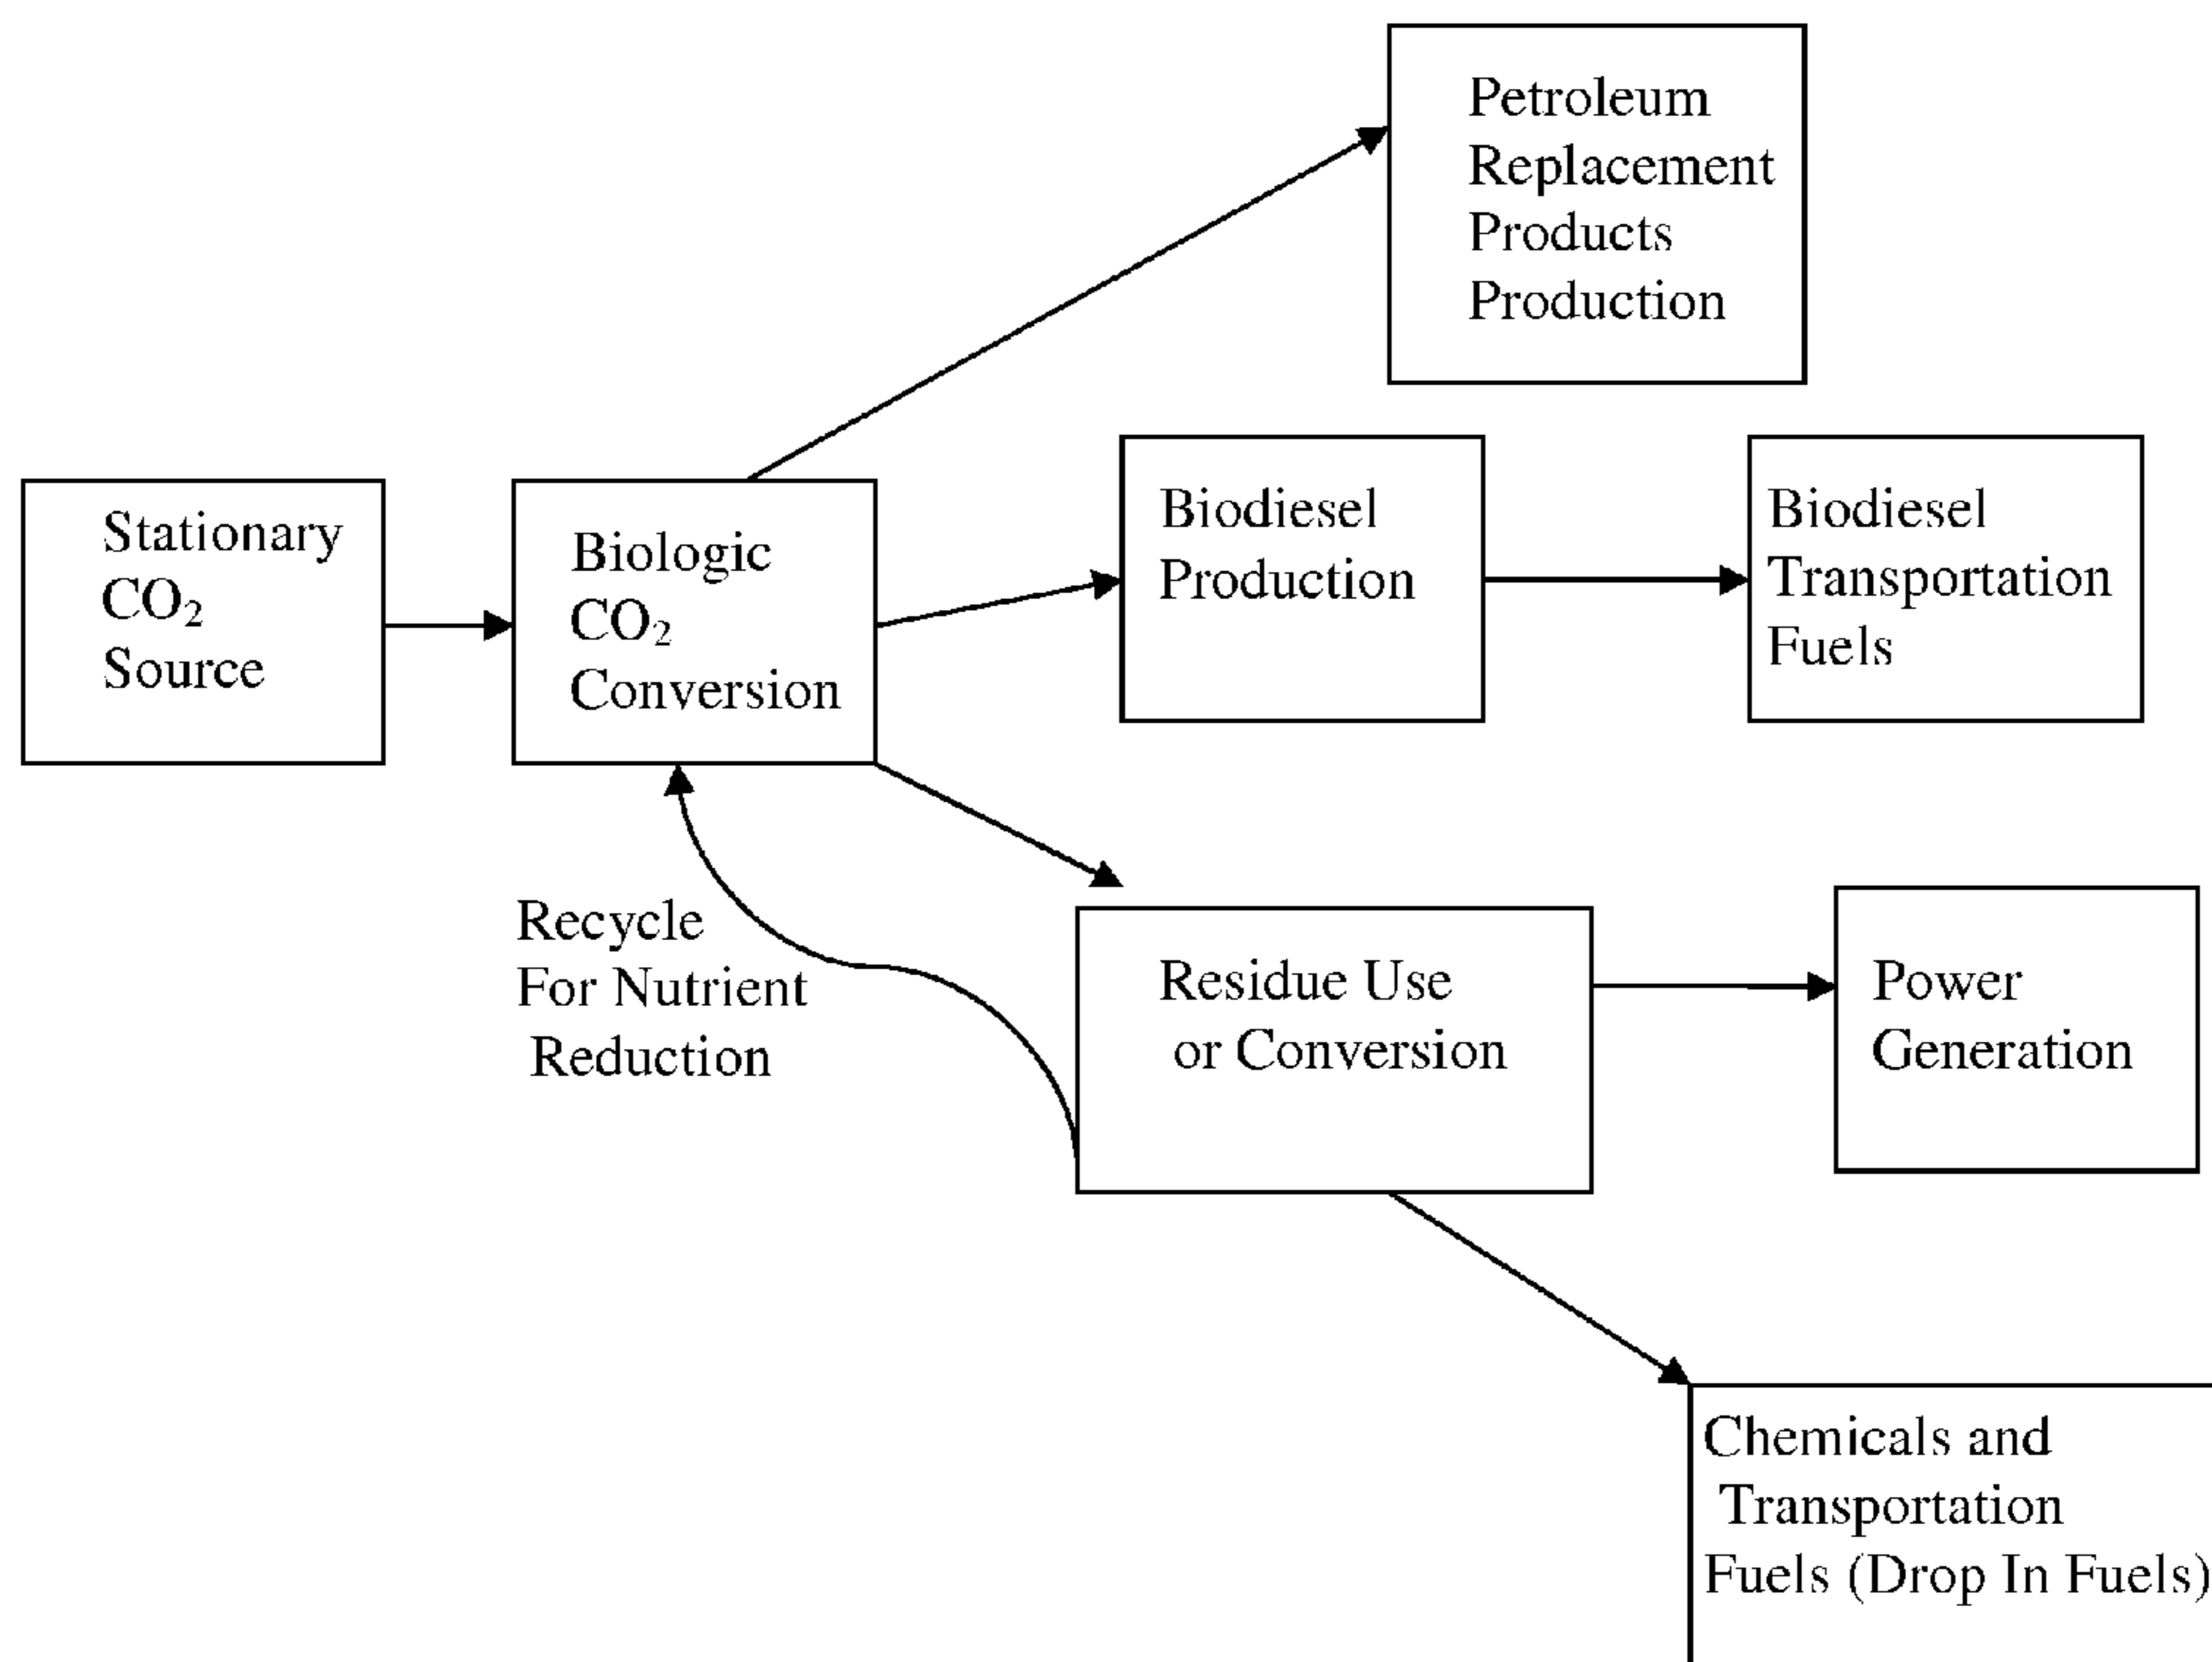 Petroleum
Replacement
Products
Production
Stationary
CO₂
Source
Biologic
CO₂
Conversion
Biodiesel
Production
Biodiesel
Transportation
Fuels
Recycle
For Nutrient
Reduction
Residue Use
or Conversion
Power
Generation
Chemicals and
Transportation
Fuels (Drop In Fuels)